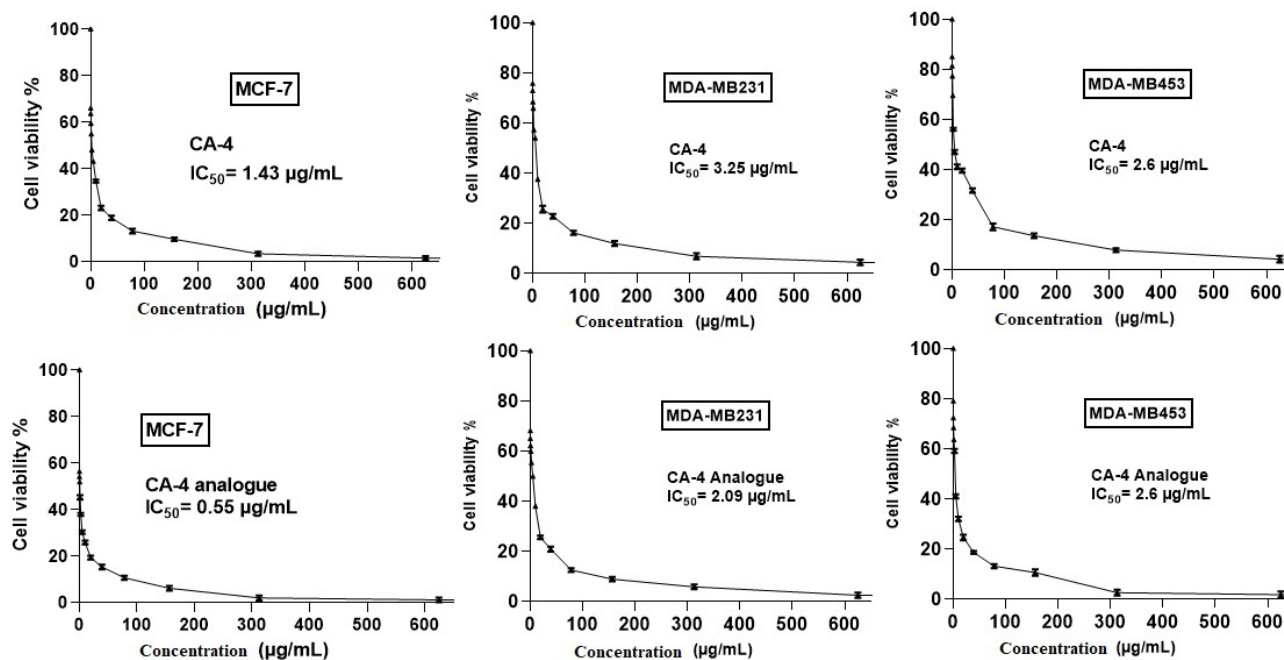 Cell viability %
100
80
60
40
20
0
MCF-7
CA-4
IC50= 1.43 µg/mL
0 100 200 300 400 500 600
Concentration (µg/mL)
Cell viability %
100
80
60
40
20
0
MDA-MB231
CA-4
IC50= 3.25 µg/mL
0 100 200 300 400 500 600
Concentration (µg/mL)
Cell viability %
100
80
60
40
20
0
MDA-MB453
CA-4
IC50= 2.6 µg/mL
0 100 200 300 400 500 600
Concentration (µg/mL)
Cell viability %
100
80
60
40
20
0
MCF-7
CA-4 analogue
IC50= 0.55 µg/mL
0 100 200 300 400 500 600
Concentration (µg/mL)
Cell viability %
100
80
60
40
20
0
MDA-MB231
CA-4 Analogue
IC50= 2.09 µg/mL
0 100 200 300 400 500 600
Concentration (µg/mL)
Cell viability %
100
80
60
40
20
0
MDA-MB453
CA-4 Analogue
IC50= 2.6 µg/mL
0 100 200 300 400 500 600
Concentration (µg/mL)